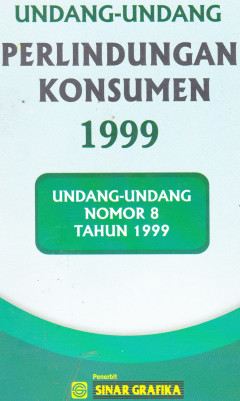 UNDANG-UNDANG
PERLINDUNGAN
KONSUMEN
1999
UNDANG-UNDANG
NOMOR 8
TAHUN 1999
Penerbit
SINAR GRAFIKA